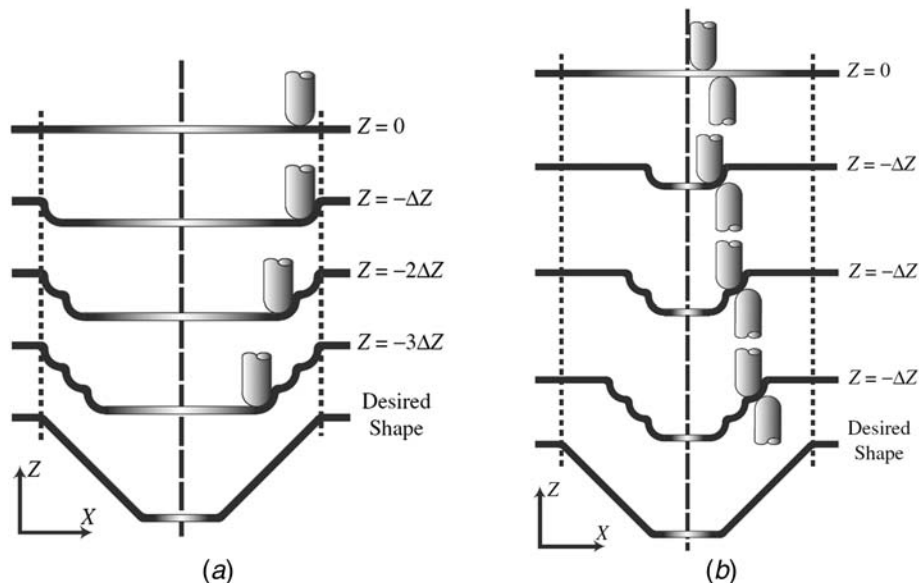 Z = 0
Z = −ΔZ
Z = −2ΔZ
Z = −3ΔZ
Desired
Shape
Z
X
(a)
Z = 0
Z = −ΔZ
Z = −ΔZ
Z = −ΔZ
Desired
Shape
Z
X
(b)